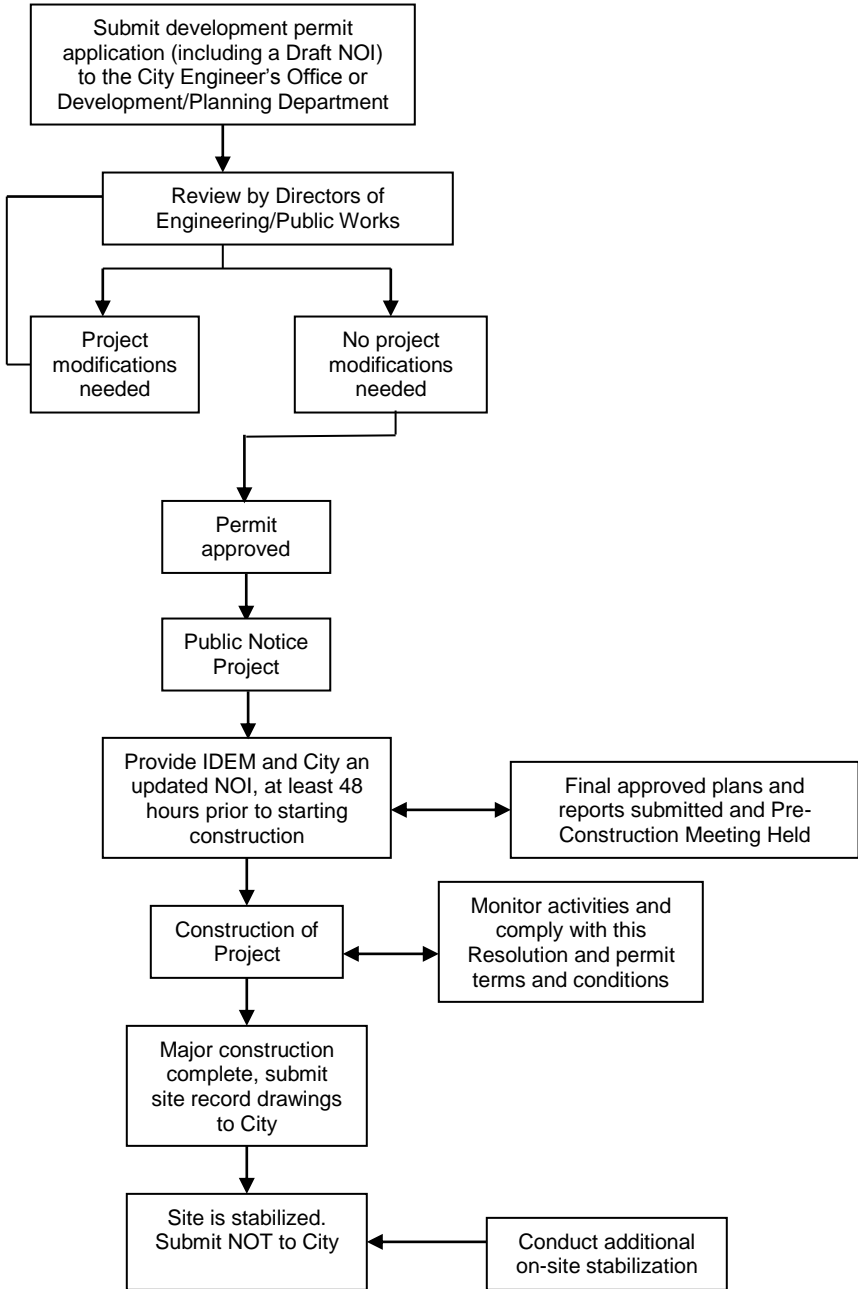 Submit development permit
application (including a Draft NOI)
to the City Engineer’s Office or
Development/Planning Department
Review by Directors of
Engineering/Public Works
Project
modifications
needed
No project
modifications
needed
Permit
approved
Public Notice
Project
Provide IDEM and City an
updated NOI, at least 48
hours prior to starting
construction
Final approved plans and
reports submitted and Pre-
Construction Meeting Held
Construction of
Project
Monitor activities and
comply with this
Resolution and permit
terms and conditions
Major construction
complete, submit
site record drawings
to City
Site is stabilized.
Submit NOT to City
Conduct additional
on-site stabilization